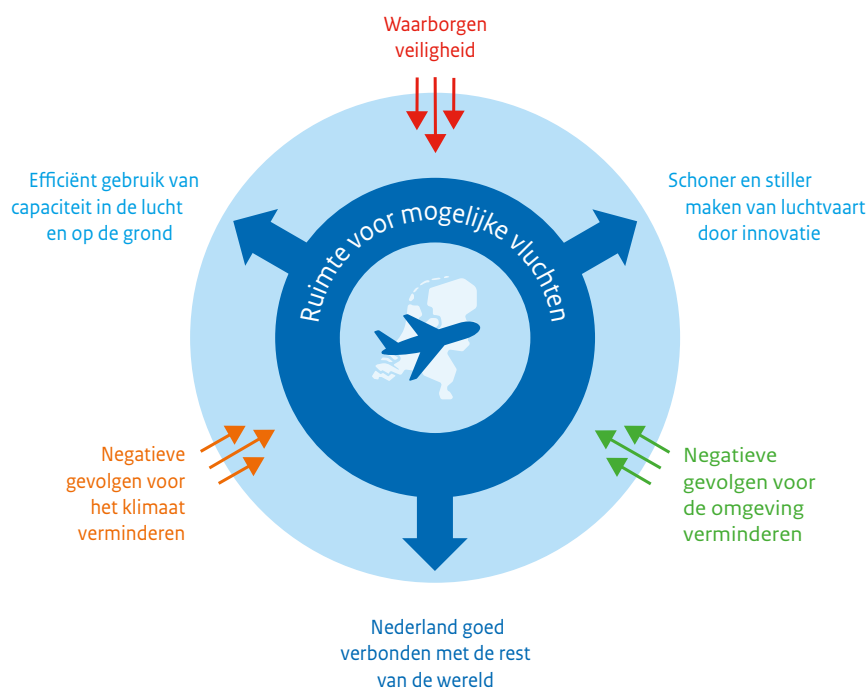 Waarborgen
veiligheid
Efficiënt gebruik van
capaciteit in de lucht
en op de grond
Schoner en stiller
maken van luchtvaart
door innovatie
Ruimte voor mogelijke vluchten
Negatieve
gevolgen voor
het klimaat
verminderen
Negatieve
gevolgen voor
de omgeving
verminderen
Nederland goed
verbonden met de rest
van de wereld